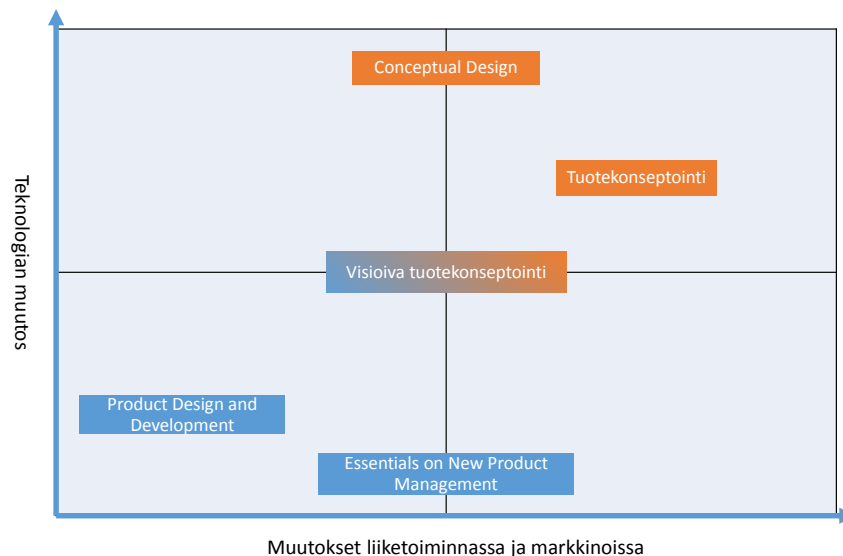 Conceptual Design
Tuotekonseptointi
Teknologian muutos
Visioiva tuotekonseptointi
Product Design and
Development
Essentials on New Product
Management
Muutokset liiketoiminnassa ja markkinoissa